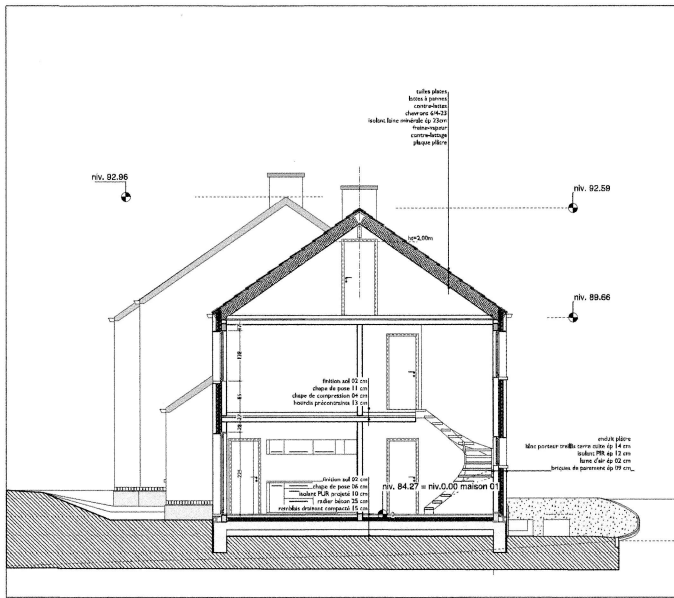 tuiles plates
lattes à pannes
contre-lattes
chevrons 6/4-23
isolant laine minérale ép 23cm
freine-vapeur
contre-lattage
plaque plâtre
niv. 92.96
niv. 92.59
hs=2,00m
niv. 89.66
finition sol 02 cm
chape de pose 11 cm
chape de compression 04 cm
hourdis précontraints 13 cm
enduit plâtre
bloc porteur treillis terre cuite ép 14 cm
isolant PIR ép 12 cm
lame d'air ép 02 cm
briques de parement ép 09 cm
225
finition sol 02 cm
chape de pose 06 cm
isolant PUR projeté 10 cm
radier béton 25 cm
remblais drainant compacté 15 cm
niv. 84.27 = niv.0.00 maison 01